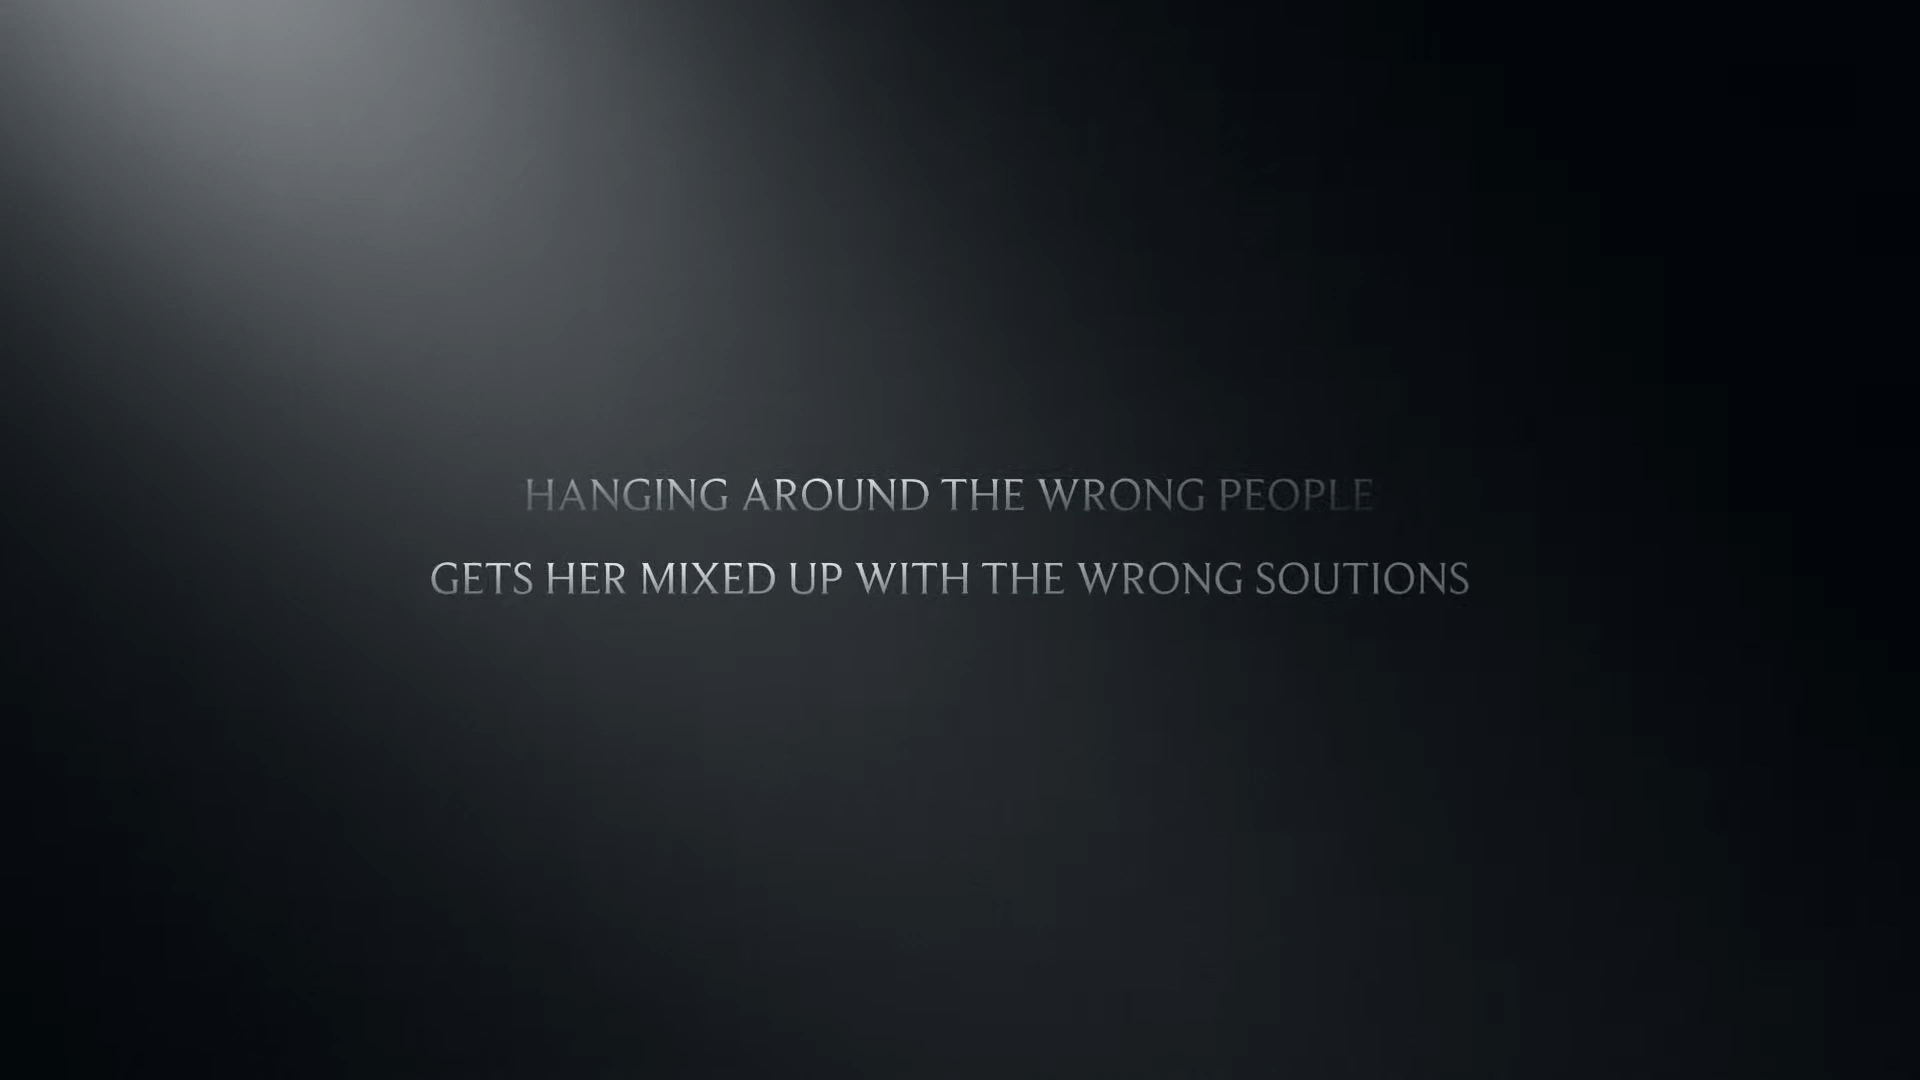 HANGING AROUND THE WRONG PEOPLE
GETS HER MIXED UP WITH THE WRONG SOUTIONS